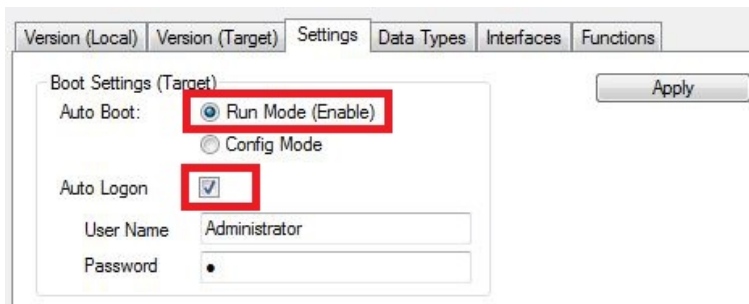 Version (Local) Version (Target) Settings Data Types Interfaces Functions
Boot Settings (Target)
Apply
Auto Boot: Run Mode (Enable)
Config Mode
Auto Logon
User Name Administrator
Password ●